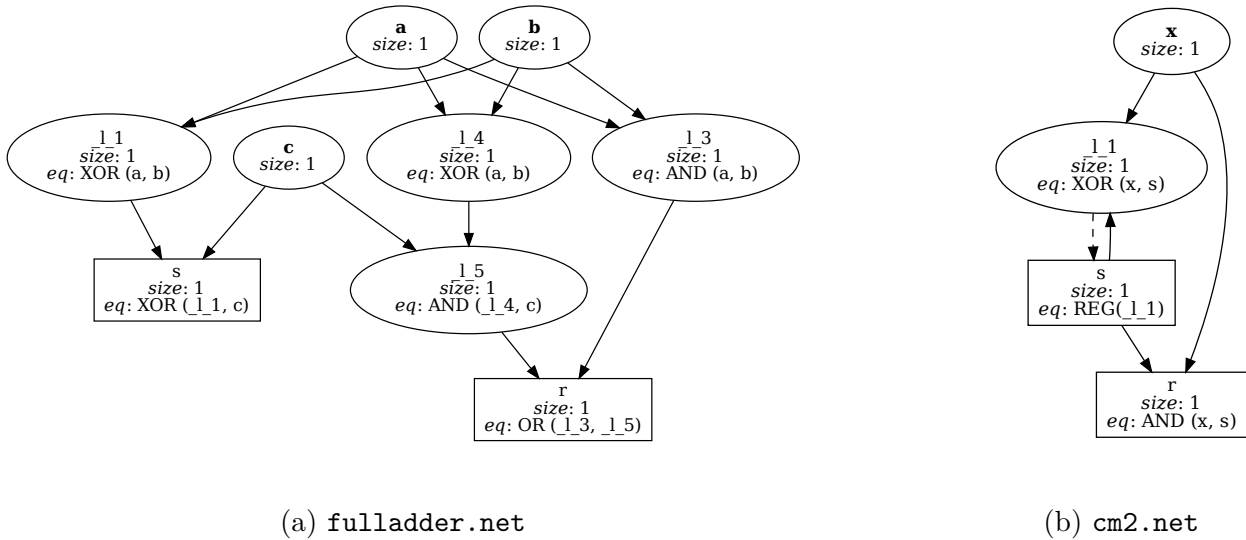 a
size: 1
b
size: 1
_l_1
size: 1
eq: XOR (a, b)
c
size: 1
_l_4
size: 1
eq: XOR (a, b)
_l_3
size: 1
eq: AND (a, b)
s
size: 1
eq: XOR (_l_1, c)
_l_5
size: 1
eq: AND (_l_4, c)
r
size: 1
eq: OR (_l_3, _l_5)
(a) fulladder.net
x
size: 1
_l_1
size: 1
eq: XOR (x, s)
s
size: 1
eq: REG(_l_1)
r
size: 1
eq: AND (x, s)
(b) cm2.net